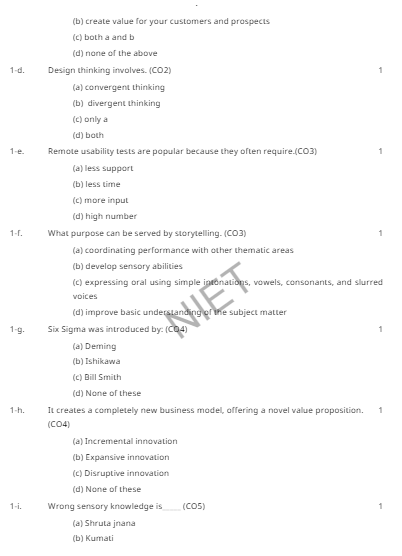 (b) create value for your customers and prospects
(c) both a and b
(d) none of the above
1-d. Design thinking involves. (CO2) 1
(a) convergent thinking
(b) divergent thinking
(c) only a
(d) both
1-e. Remote usability tests are popular because they often require.(CO3) 1
(a) less support
(b) less time
(c) more input
(d) high number
1-f. What purpose can be served by storytelling. (CO3) 1
(a) coordinating performance with other thematic areas
(b) develop sensory abilities
(c) expressing oral using simple intonations, vowels, consonants, and slurred
voices
(d) improve basic understanding of the subject matter
NIET
1-g. Six Sigma was introduced by: (CO4) 1
(a) Deming
(b) Ishikawa
(c) Bill Smith
(d) None of these
1-h. It creates a completely new business model, offering a novel value proposition. 1
(CO4)
(a) Incremental innovation
(b) Expansive innovation
(c) Disruptive innovation
(d) None of these
1-i. Wrong sensory knowledge is____ (CO5) 1
(a) Shruta jnana
(b) Kumati